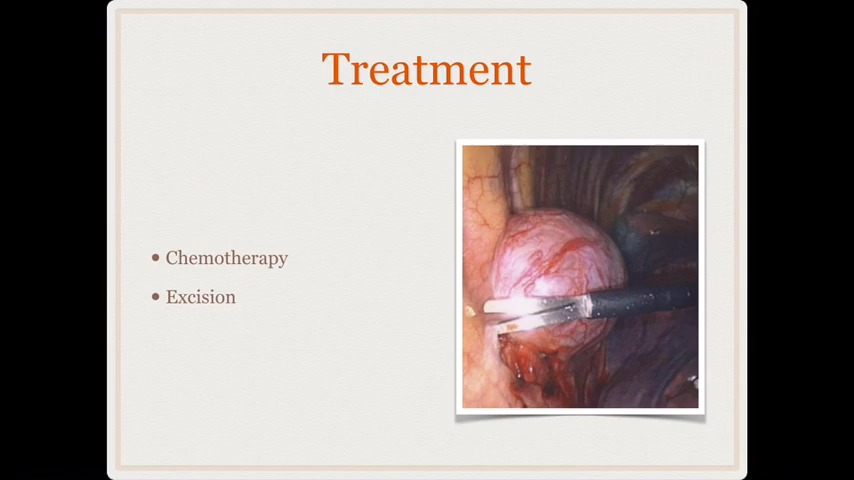 Treatment
• Chemotherapy
• Excision